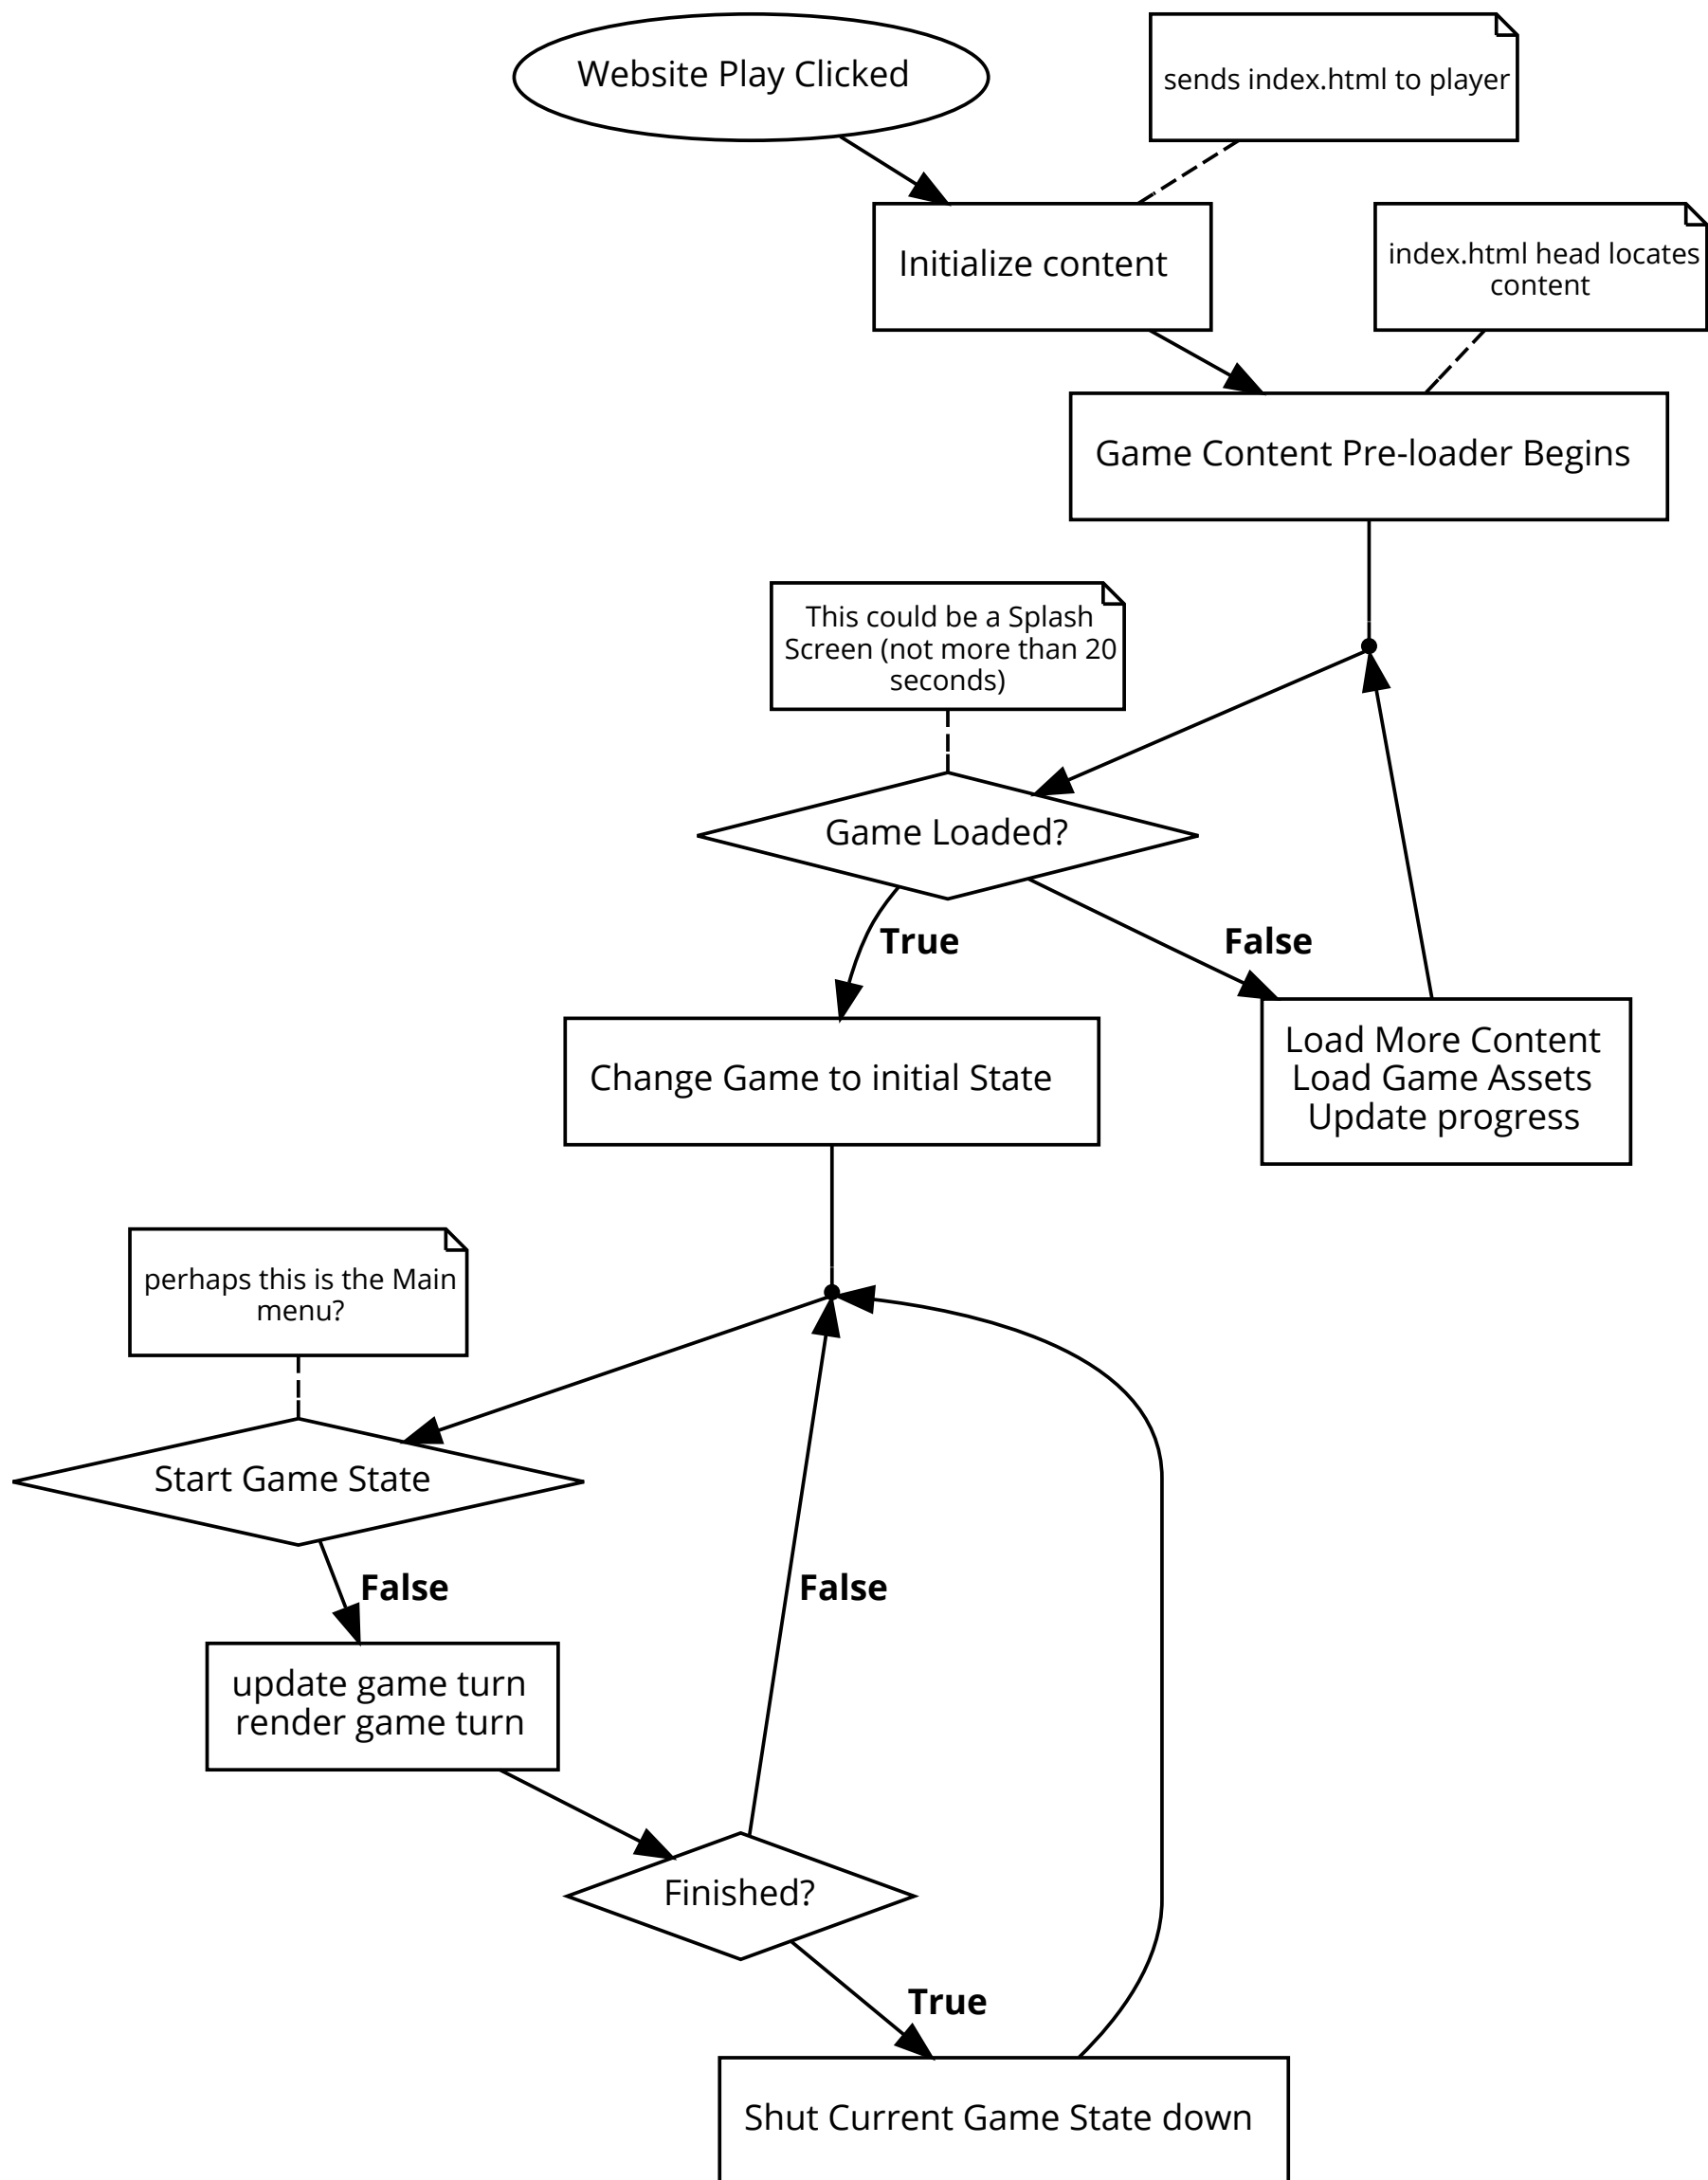 Website Play Clicked
sends index.html to player
Initialize content
index.html head locates
content
Game Content Pre-loader Begins
This could be a Splash
Screen (not more than 20
seconds)
Game Loaded?
True
False
Change Game to initial State
Load More Content
Load Game Assets
Update progress
perhaps this is the Main
menu?
Start Game State
False
False
update game turn
render game turn
Finished?
True
Shut Current Game State down